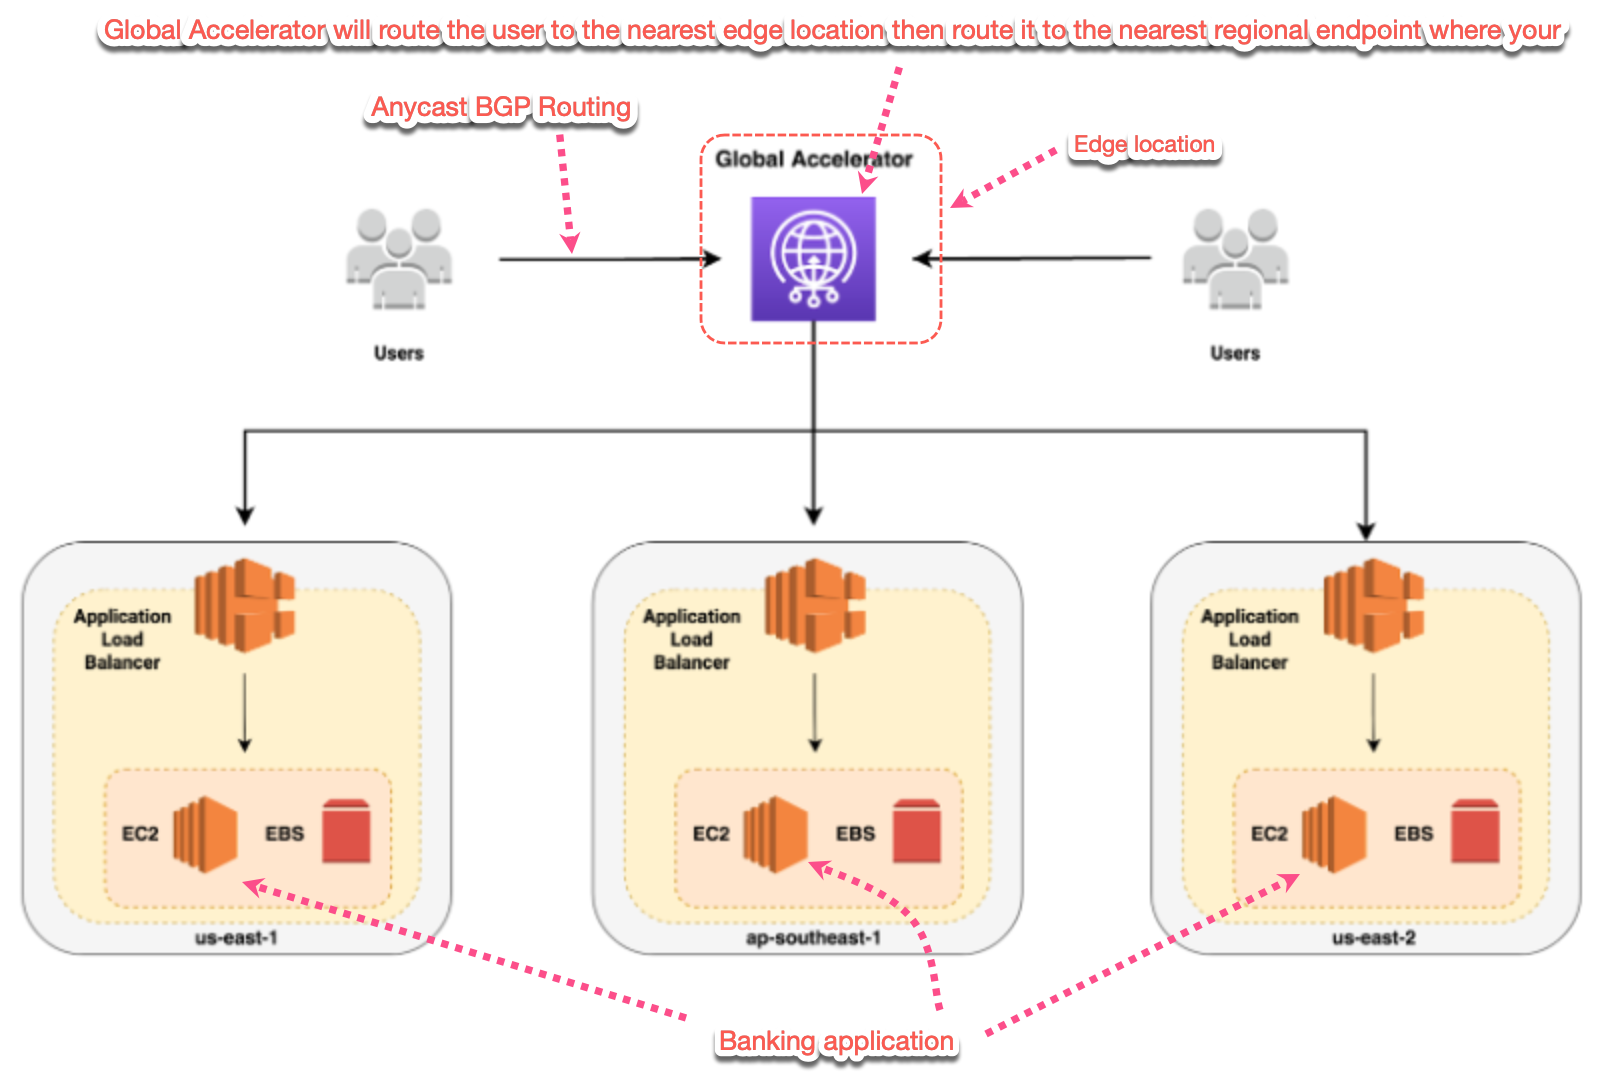 Global Accelerator will route the user to the nearest edge location then route it to the nearest regional endpoint where your
Anycast BGP Routing
Edge location
Global Accelerator
Users
Users
Application
Load
Balancer
EC2
EBS
us-east-1
Application
Load
Balancer
EC2
EBS
ap-southeast-1
Application
Load
Balancer
EC2
EBS
us-east-2
Banking application